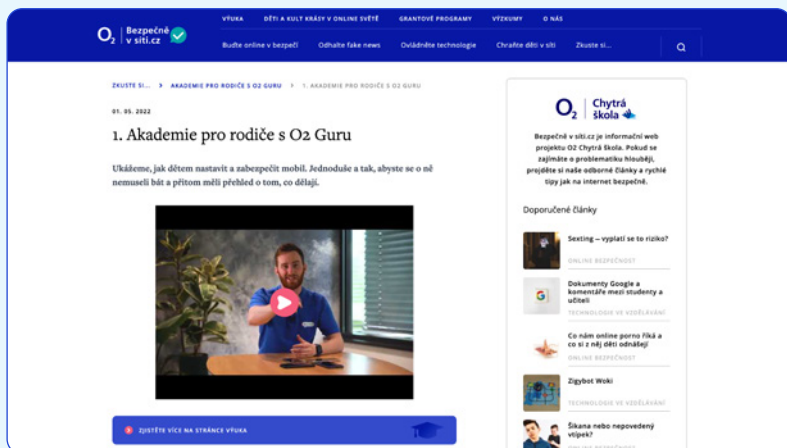 O2 | Bezpečně
v síti.cz
VÝUKA DĚTI A KULT KRÁSY V ONLINE SVĚTĚ GRANTOVÉ PROGRAMY VÝZKUMY O NÁS
Buďte online v bezpečí Odhalte fake news Ovládněte technologie Chraňte děti v síti Zkuste si...
ZKUSTE SI... > AKADEMIE PRO RODIČE S O2 GURU > 1. AKADEMIE PRO RODIČE S O2 GURU
01. 05. 2022
1. Akademie pro rodiče s O2 Guru
Ukážeme, jak dětem nastavit a zabezpečit mobil. Jednoduše a tak, abyste se o ně
nemuseli bát a přitom měli přehled o tom, co dělají.
ZJISTĚTE VÍCE NA STRÁNCE VÝUKA
O2 | Chytrá
škola
Bezpečně v síti.cz je informační web
projektu O2 Chytrá škola. Pokud se
zajímáte o problematiku hlouběji,
projděte si naše odborné články a rychlé
tipy jak na internet bezpečně.
Doporučené články
Sexting – vyplatí se to riziko?
ONLINE BEZPEČNOST
Dokumenty Google a
komentáře mezi studenty a
učiteli
TECHNOLOGIE VE VZDĚLÁVÁNÍ
Co nám online porno říká a
co si z něj děti odnášejí
ONLINE BEZPEČNOST
Zigybot Woki
TECHNOLOGIE VE VZDĚLÁVÁNÍ
Šikana nebo nepovedený
vtípek?
ONLINE BEZPEČNOST